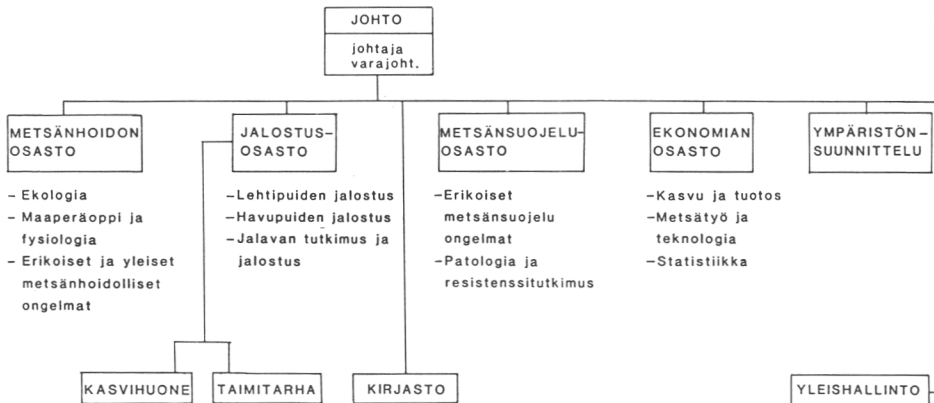 JOHTO
johtaja
varajoht.
METSÄNHOIDON
OSASTO
- Ekologia
- Maaperäoppi ja
fysiologia
- Erikoiset ja yleiset
metsänhoidolliset
ongelmat
JALOSTUS-
OSASTO
- Lehtipuiden jalostus
- Havupuiden jalostus
- Jalavan tutkimus ja
jalostus
METSÄNSUOJELU-
OSASTO
- Erikoiset
metsänsuojelu
ongelmat
- Patologia ja
resistenssitutkimus
EKONOMIAN
OSASTO
- Kasvu ja tuotos
- Metsätyö ja
teknologia
- Statistiikka
YMPÄRISTÖN-
SUUNNITTELU
KASVIHUONE
TAIMITARHA
KIRJASTO
YLEISHALLINTO